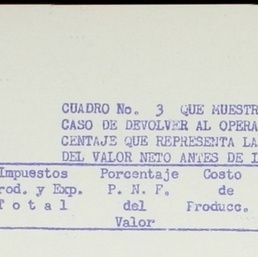 CUADRO No. 3 QUE MUESTR
CASO DE DEVOLVER AL OPERA
CENTAJE QUE REPRESENTA LA
DEL VALOR NETO ANTES DE I
Impuestos Porcentaje Costo
rod. y Exp. P. N. F. de
T o t a l del Producc.
Valor